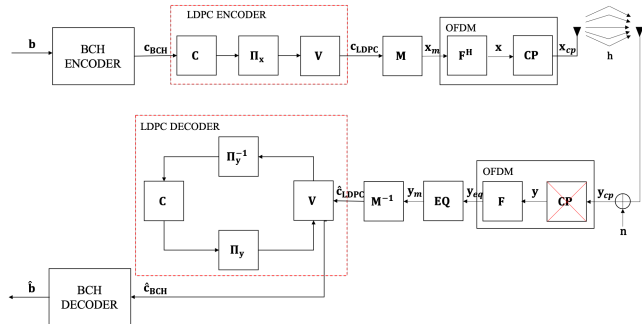 LDPC ENCODER
OFDM
b
BCH ENCODER
c_BCH
C
Π_x
V
c_LDPC
M
x_m
F^H
x
CP
x_cp
h
LDPC DECODER
Π_y^{-1}
C
V
Π_y
ĉ_LDPC
M^{-1}
y_m
EQ
y_eq
OFDM
F
y
CP
y_cp
n
b̂
BCH DECODER
ĉ_BCH